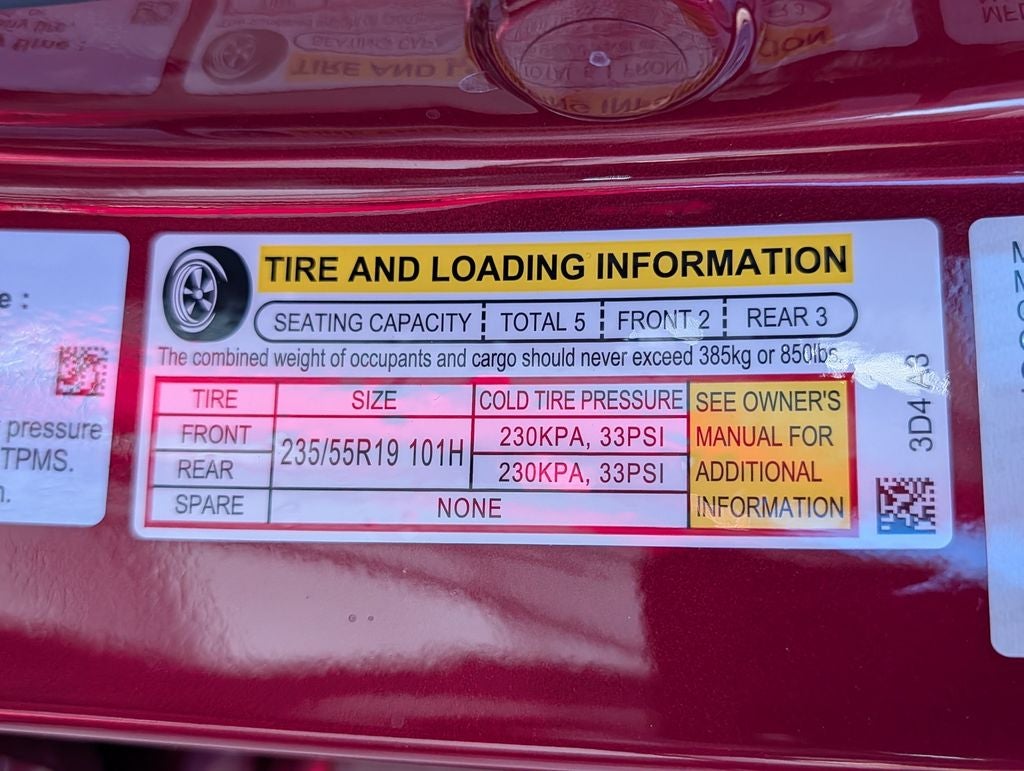 TIRE AND LOADING INFORMATION
SEATING CAPACITY TOTAL 5 FRONT 2 REAR 3
The combined weight of occupants and cargo should never exceed 385kg or 850lbs.
TIRE SIZE COLD TIRE PRESSURE SEE OWNER'S
FRONT 235/55R19 101H 230KPA, 33PSI MANUAL FOR
REAR 230KPA, 33PSI ADDITIONAL
SPARE NONE INFORMATION
3D4 A3
e :
pressure
TPMS.